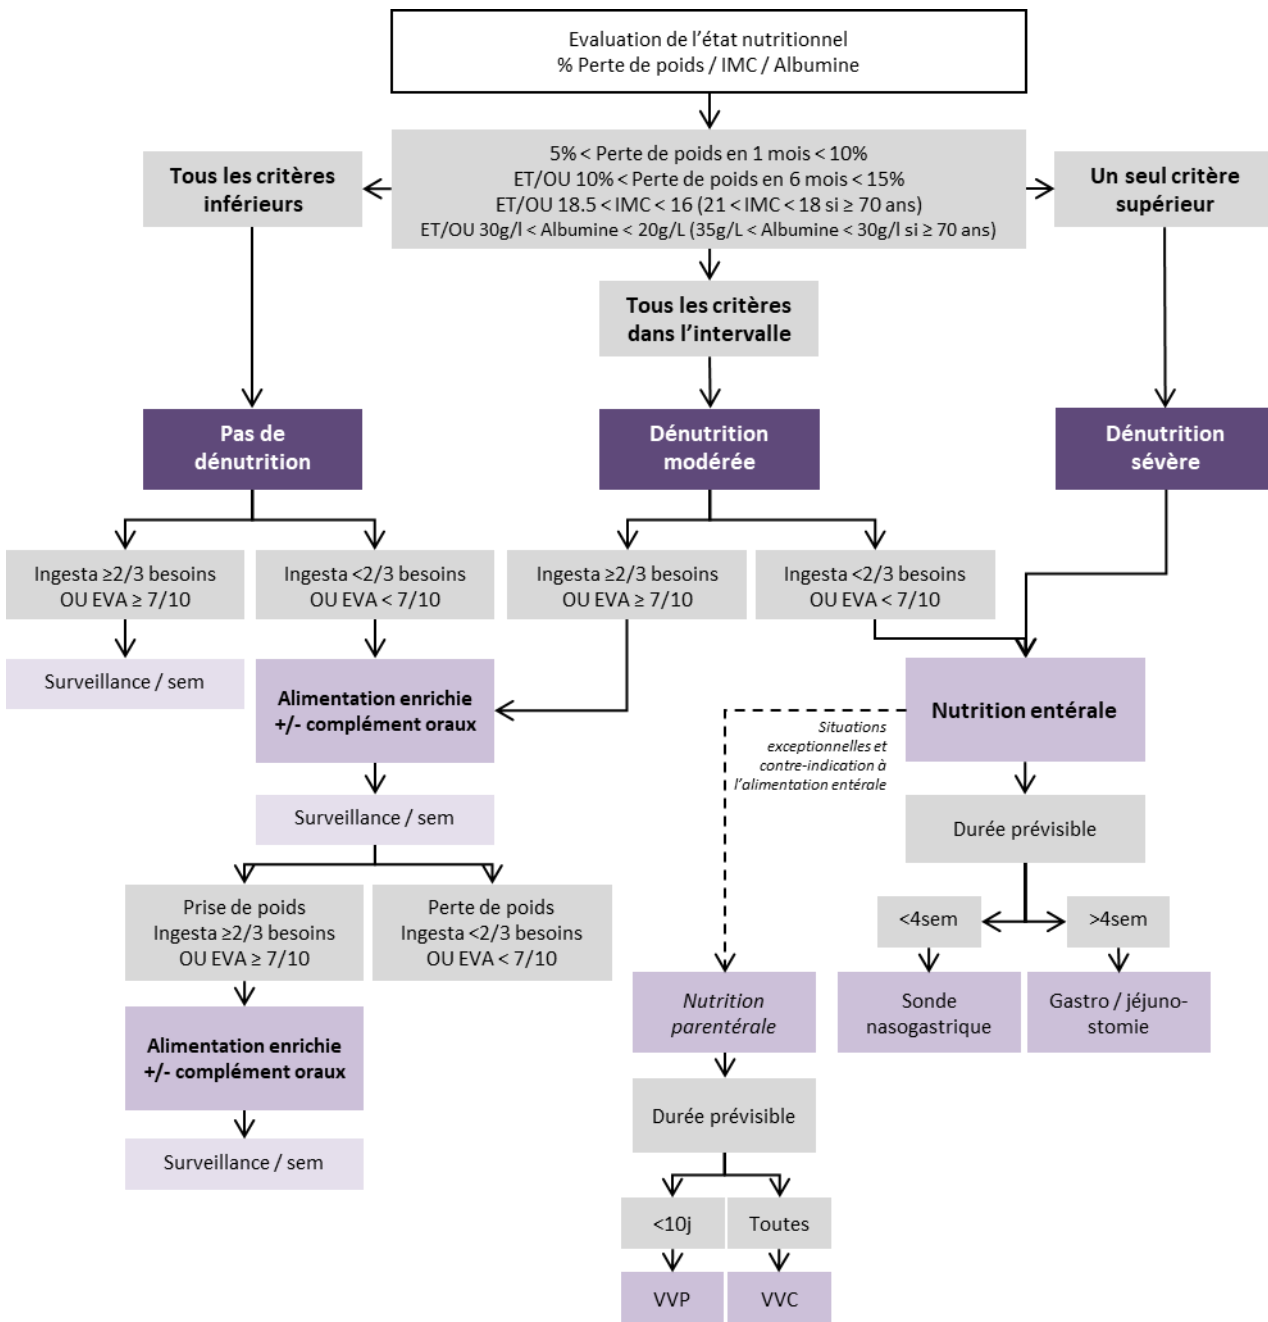 Evaluation de l’état nutritionnel
% Perte de poids / IMC / Albumine
5% < Perte de poids en 1 mois < 10%
ET/OU 10% < Perte de poids en 6 mois < 15%
ET/OU 18.5 < IMC < 16 (21 < IMC < 18 si ≥ 70 ans)
ET/OU 30g/l < Albumine < 20g/L (35g/L < Albumine < 30g/l si ≥ 70 ans)
Tous les critères
inférieurs
Un seul critère
supérieur
Tous les critères
dans l’intervalle
Pas de
dénutrition
Dénutrition
modérée
Dénutrition
sévère
Ingesta ≥2/3 besoins
OU EVA ≥ 7/10
Ingesta <2/3 besoins
OU EVA < 7/10
Ingesta ≥2/3 besoins
OU EVA ≥ 7/10
Ingesta <2/3 besoins
OU EVA < 7/10
Surveillance / sem
Alimentation enrichie
+/- complément oraux
Nutrition entérale
Situations
exceptionnelles et
contre-indication à
l’alimentation entérale
Surveillance / sem
Durée prévisible
Prise de poids
Ingesta ≥2/3 besoins
OU EVA ≥ 7/10
Perte de poids
Ingesta <2/3 besoins
OU EVA < 7/10
<4sem
>4sem
Nutrition
parentérale
Sonde
nasogastrique
Gastro / jéjuno-
stomie
Alimentation enrichie
+/- complément oraux
Durée prévisible
Surveillance / sem
<10j
Toutes
VVP
VVC